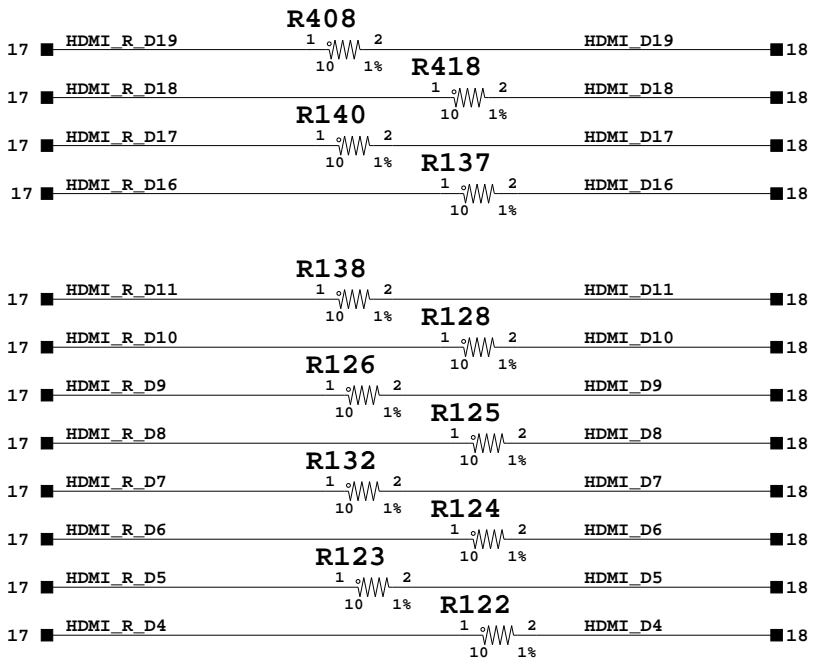 R408
17 HDMI_R_D19 1 2 HDMI_D19 18
10 1%
R418
17 HDMI_R_D18 1 2 HDMI_D18 18
10 1%
R140
17 HDMI_R_D17 1 2 HDMI_D17 18
10 1%
R137
17 HDMI_R_D16 1 2 HDMI_D16 18
10 1%
R138
17 HDMI_R_D11 1 2 HDMI_D11 18
10 1%
R128
17 HDMI_R_D10 1 2 HDMI_D10 18
10 1%
R126
17 HDMI_R_D9 1 2 HDMI_D9 18
10 1%
R125
17 HDMI_R_D8 1 2 HDMI_D8 18
10 1%
R132
17 HDMI_R_D7 1 2 HDMI_D7 18
10 1%
R124
17 HDMI_R_D6 1 2 HDMI_D6 18
10 1%
R123
17 HDMI_R_D5 1 2 HDMI_D5 18
10 1%
R122
17 HDMI_R_D4 1 2 HDMI_D4 18
10 1%